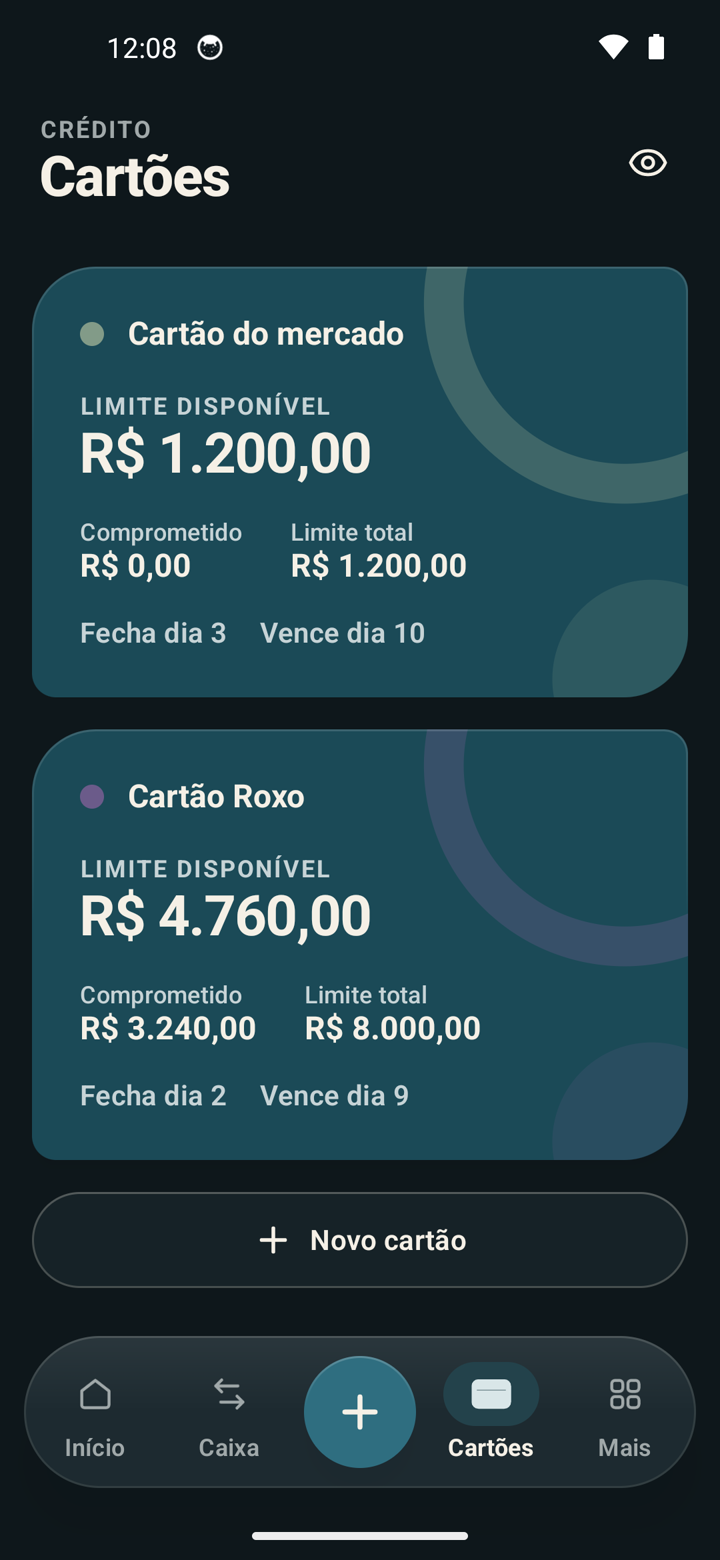 12:08
CRÉDITO
Cartões
Cartão do mercado
LIMITE DISPONÍVEL
R$ 1.200,00
Comprometido Limite total
R$ 0,00 R$ 1.200,00
Fecha dia 3 Vence dia 10
Cartão Roxo
LIMITE DISPONÍVEL
R$ 4.760,00
Comprometido Limite total
R$ 3.240,00 R$ 8.000,00
Fecha dia 2 Vence dia 9
Novo cartão
Início Caixa Cartões Mais